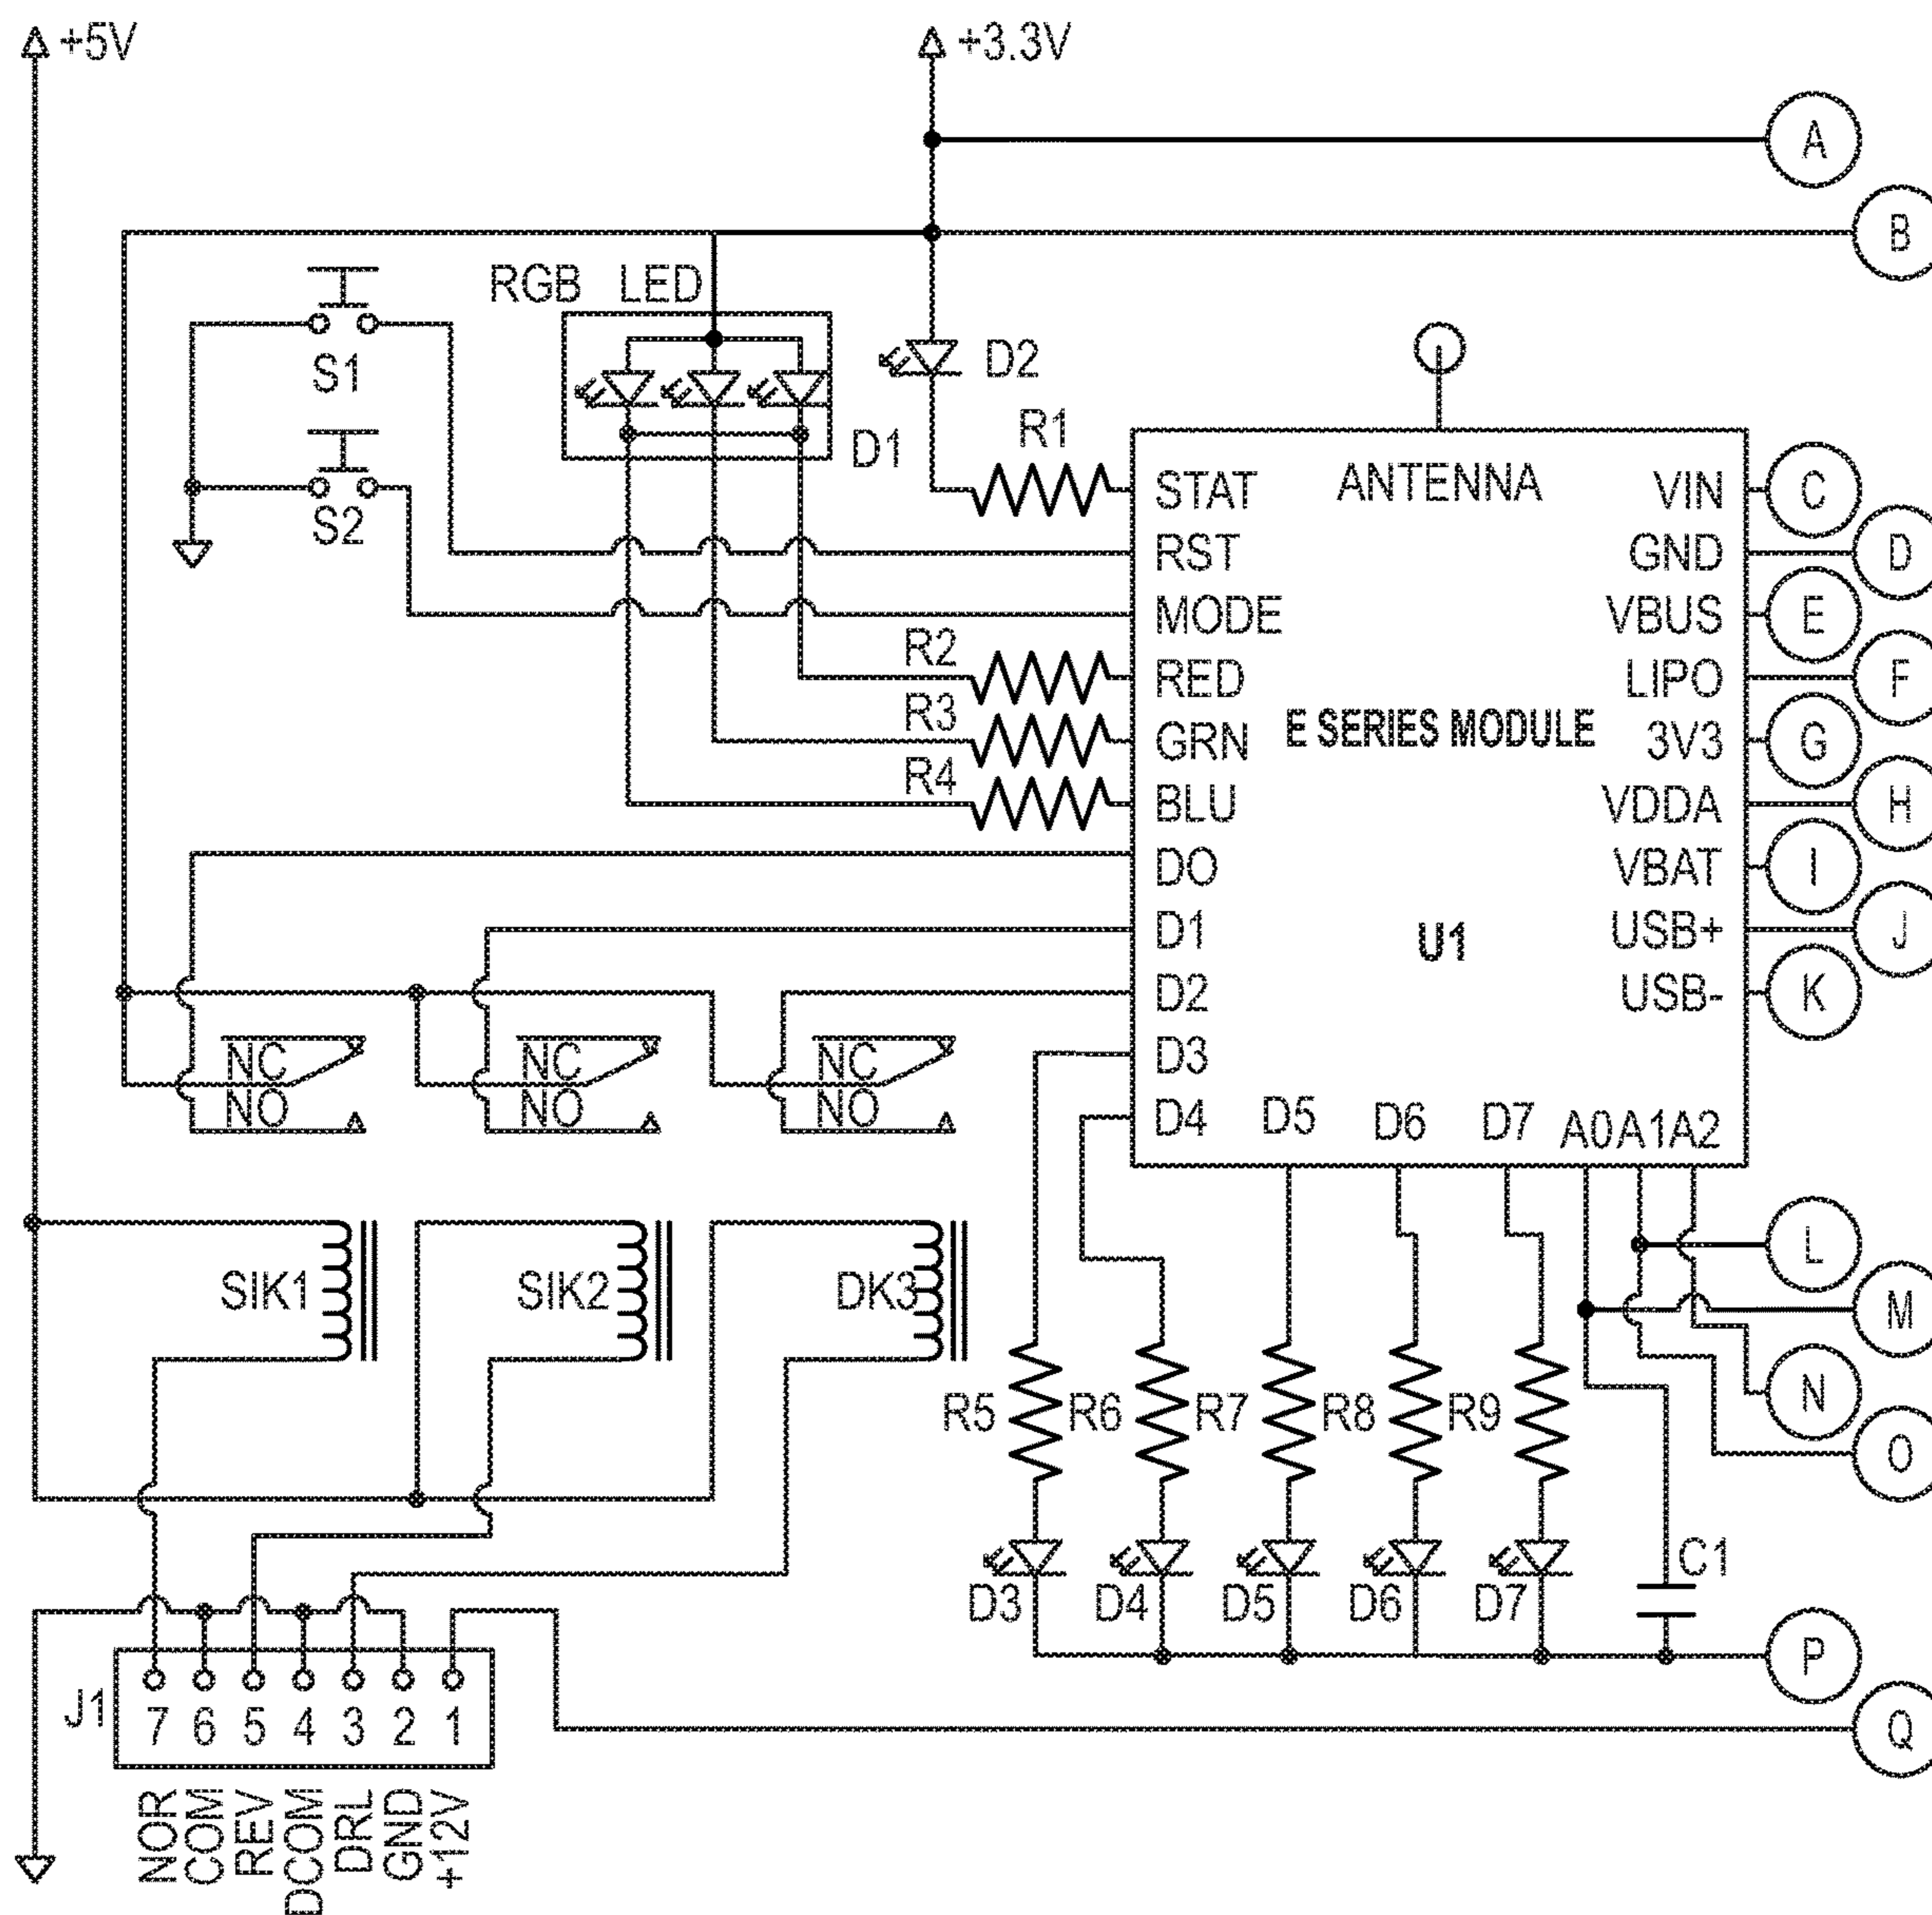 +5V
+3.3V
A
B
RGB LED
S1
D2
D1
R1
S2
STAT
ANTENNA
VIN
C
RST
GND
D
MODE
VBUS
E
R2
RED
LIPO
F
R3
GRN
E SERIES MODULE
3V3
G
R4
BLU
VDDA
H
DO
VBAT
I
D1
U1
USB+
J
D2
USB-
K
NC
NC
NC
D3
NO
NO
NO
D4
D5
D6
D7
A0
A1
A2
L
SIK1
SIK2
DK3
M
R5
R6
R7
R8
R9
N
O
C1
D3
D4
D5
D6
D7
P
J1
7 6 5 4 3 2 1
Q
NOR
COM
REV
DCOM
DRL
GND
+12V